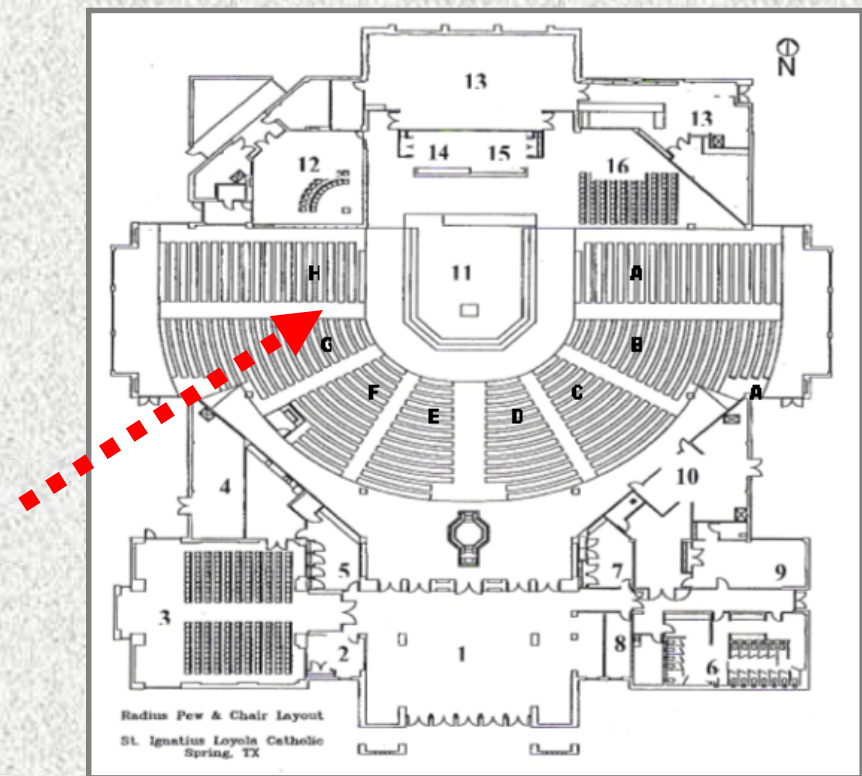 N
13
13
14 15
12
16
H
11
A
G
B
F
C
A
E
D
10
4
5
7
9
3
1
2
8
6
Radius Pew & Chair Layout
St. Ignatius Loyola Catholic
Spring, TX